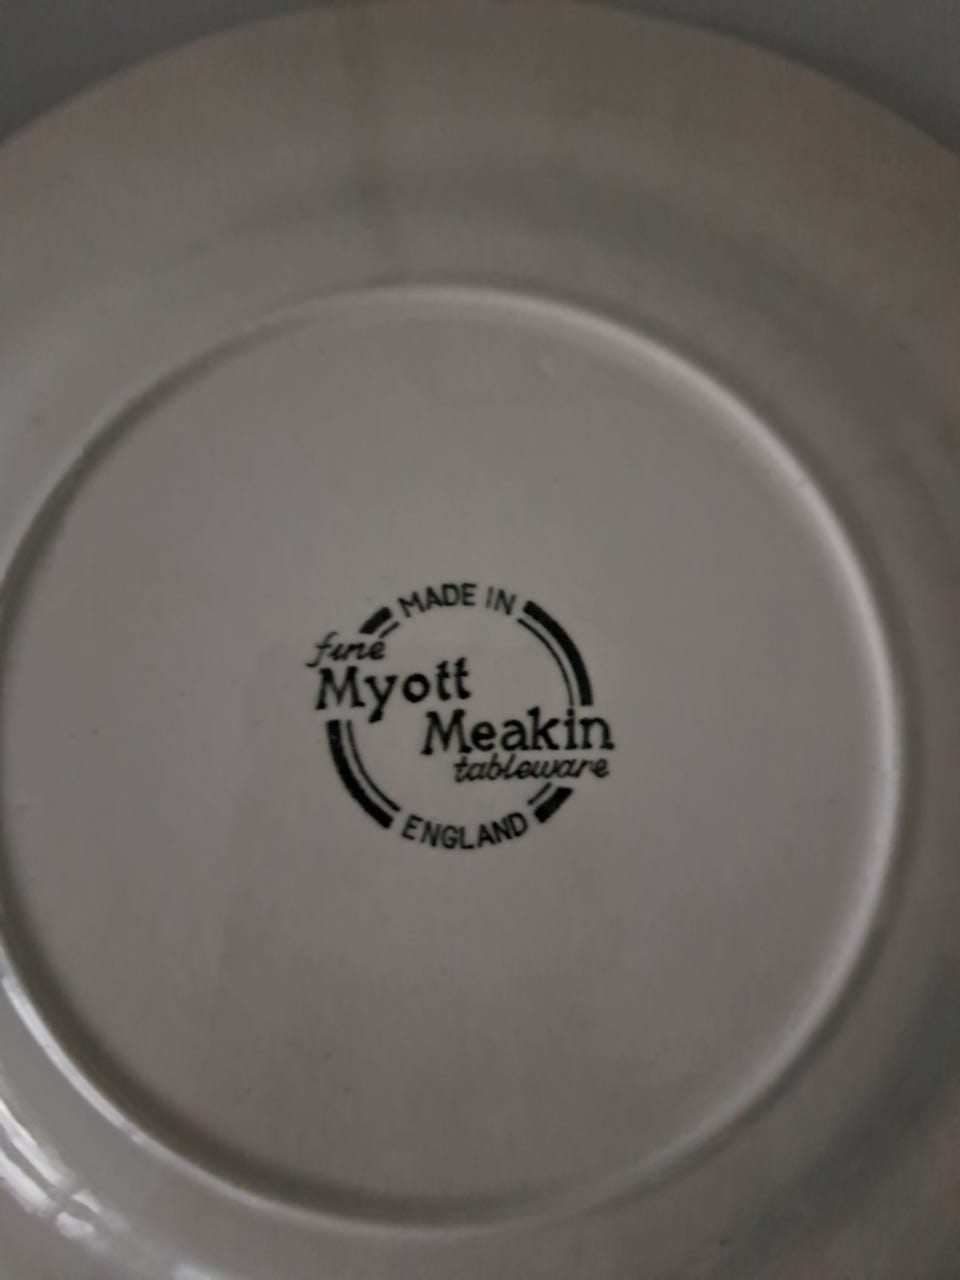 MADE IN
fine
Myott
Meakin
tableware
ENGLAND